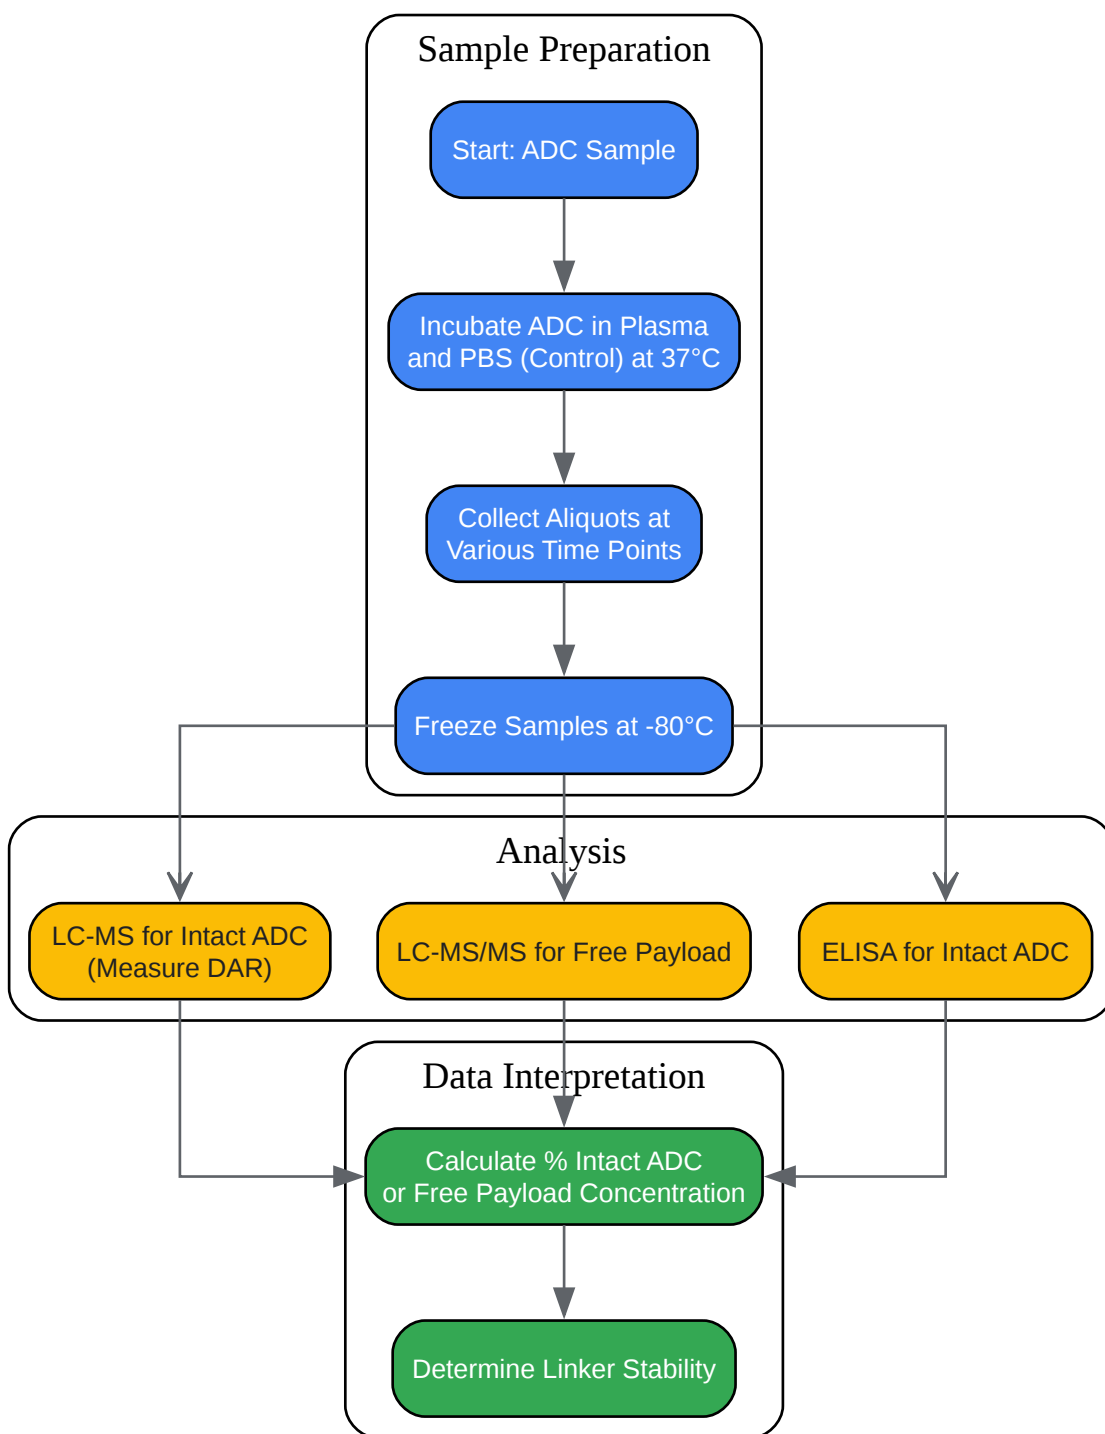 Sample Preparation
Start: ADC Sample
Incubate ADC in Plasma
and PBS (Control) at 37°C
Collect Aliquots at
Various Time Points
Freeze Samples at -80°C
Analysis
LC-MS for Intact ADC
(Measure DAR)
LC-MS/MS for Free Payload
ELISA for Intact ADC
Data Interpretation
Calculate % Intact ADC
or Free Payload Concentration
Determine Linker Stability